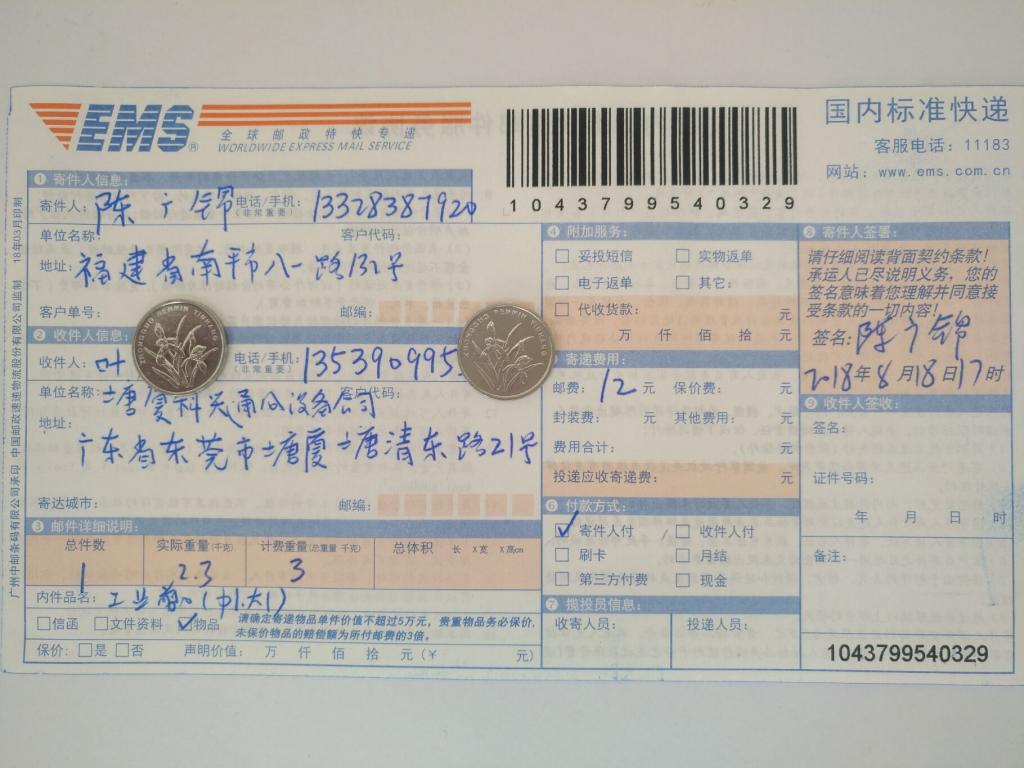 EMS®
全球邮政特快专递
WORLDWIDE EXPRESS MAIL SERVICE
1043799540329
国内标准快递
客服电话：11183
网站：www.ems.com.cn
1 寄件人信息：
寄件人：陈广锦 电话/手机：（非常重要）13328387920
单位名称： 客户代码：
地址：福建省南平市八一路132号
客户单号： 邮编：
2 收件人信息：
收件人：叶 电话/手机：（非常重要）135390995
单位名称：塘厦科 设备公司 客户代码：
地址：广东省东莞市塘厦塘清东路21号
寄达城市： 邮编：
3 邮件详细说明：
总件数 实际重量（千克） 计费重量（总重量 千克） 总体积 长 X宽 X高cm
1 2.3 3
内件品名：工业
信函 文件资料 物品 请确定寄递物品单件价值不超过5万元，贵重物品务必保价，
未保价物品的赔偿额为所付邮费的3倍。
保价：是 否 声明价值： 万 仟 佰 拾 元（￥ 元）
4 附加服务：
妥投短信 实物返单
电子返单 其它：
代收货款： 元
万 仟 佰 拾 元
寄递费用：
邮费：12 元 保价费： 元
封装费： 元 其他费用： 元
费用合计： 元
投递应收寄递费： 元
6 付款方式：
寄件人付 收件人付
刷卡 月结
第三方付费 现金
7 揽投员信息：
收寄人员： 投递人员：
8 寄件人签署：
请仔细阅读背面契约条款！
承运人已尽说明义务，您的
签名意味着您理解并同意接
受条款的一切内容！
签名：陈广锦
2018年8月18日17时
9 收件人签收：
签名：
证件号码：
年 月 日 时
备注：
1043799540329
广州中邮条码有限公司承印 中国邮政速递物流股份有限公司监制 18年03月印制